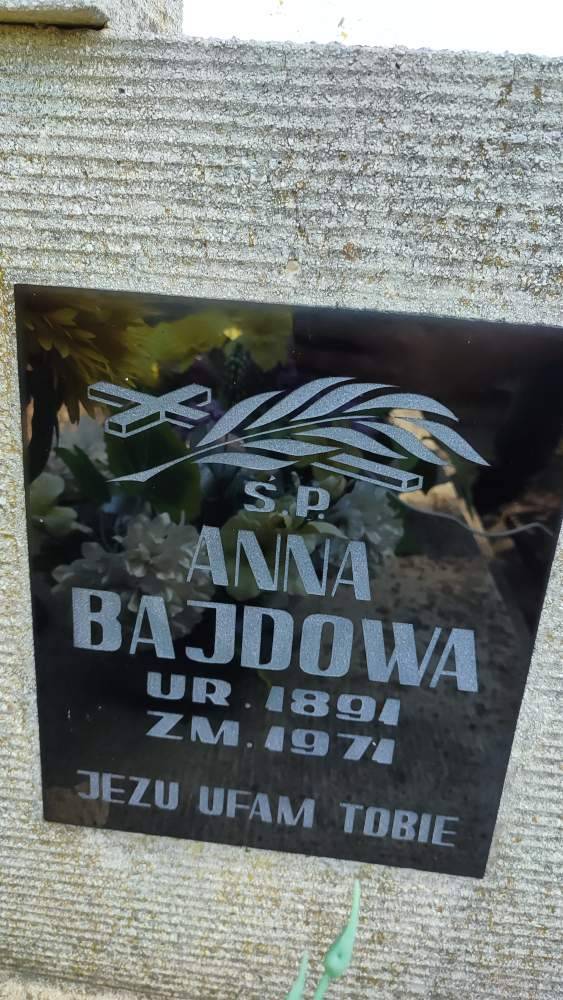 Ś.P.
ANNA
BAJDOWA
UR. 1891
ZM. 1971
JEZU UFAM TOBIE